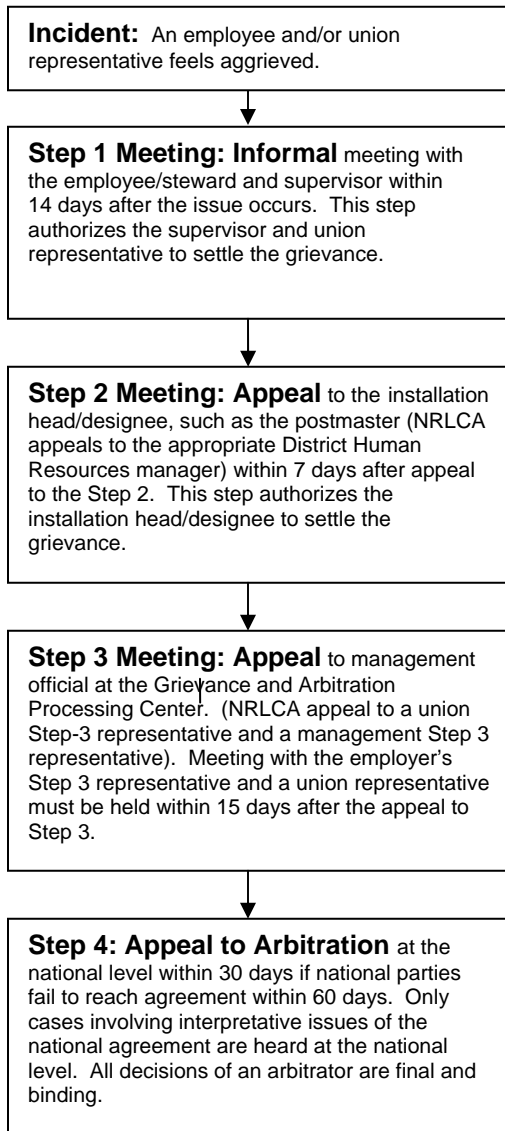 Incident: An employee and/or union
representative feels aggrieved.
Step 1 Meeting: Informal meeting with
the employee/steward and supervisor within
14 days after the issue occurs. This step
authorizes the supervisor and union
representative to settle the grievance.
Step 2 Meeting: Appeal to the installation
head/designee, such as the postmaster (NRLCA
appeals to the appropriate District Human
Resources manager) within 7 days after appeal
to the Step 2. This step authorizes the
installation head/designee to settle the
grievance.
Step 3 Meeting: Appeal to management
official at the Grievance and Arbitration
Processing Center. (NRLCA appeal to a union
Step-3 representative and a management Step 3
representative). Meeting with the employer's
Step 3 representative and a union representative
must be held within 15 days after the appeal to
Step 3.
Step 4: Appeal to Arbitration at the
national level within 30 days if national parties
fail to reach agreement within 60 days. Only
cases involving interpretative issues of the
national agreement are heard at the national
level. All decisions of an arbitrator are final and
binding.